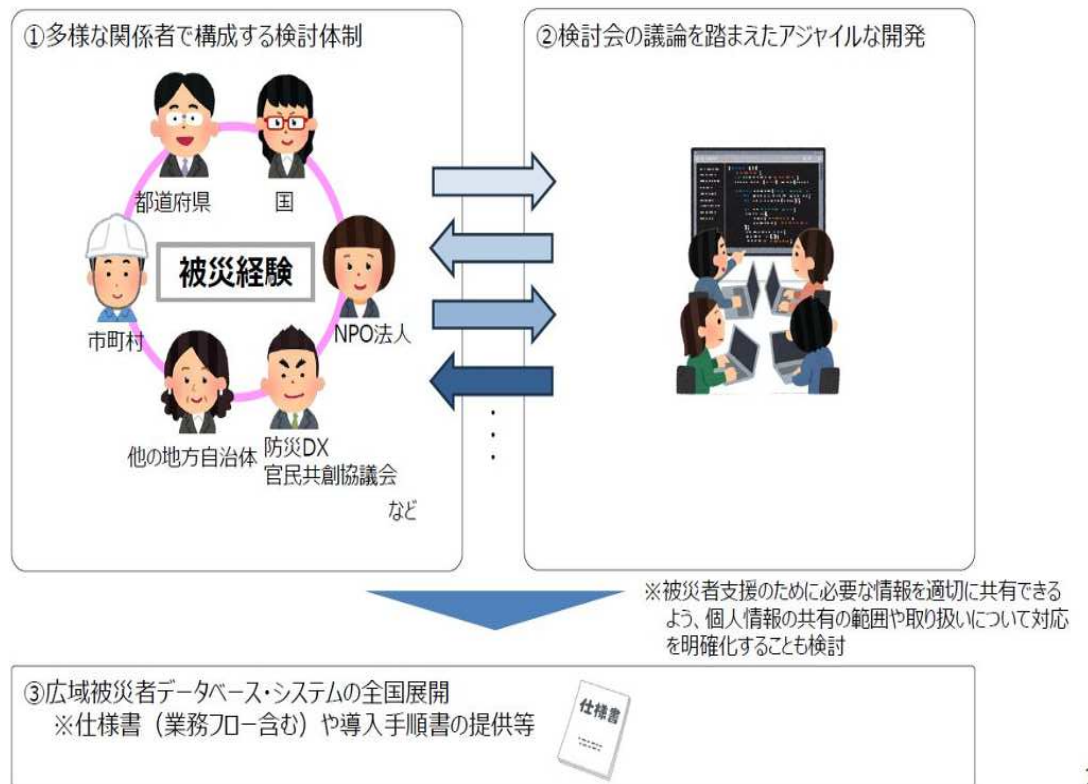 ①多様な関係者で構成する検討体制
都道府県
国
被災経験
市町村
NPO法人
他の地方自治体
防災DX
官民共創協議会
など
②検討会の議論を踏まえたアジャイルな開発
※被災者支援のために必要な情報を適切に共有できる
よう、個人情報の共有の範囲や取り扱いについて対応
を明確化することも検討
③広域被災者データベース・システムの全国展開
※仕様書（業務フロー含む）や導入手順書の提供等
仕様書